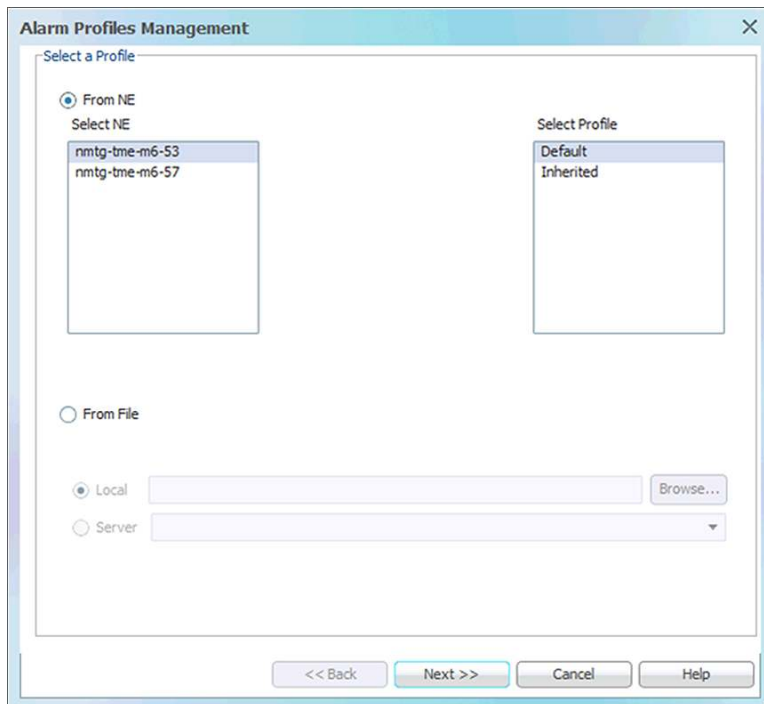 Alarm Profiles Management
Select a Profile
From NE
Select NE
Select Profile
nmtg-tme-m6-53
nmtg-tme-m6-57
Default
Inherited
From File
Local
Browse...
Server
<< Back
Next >>
Cancel
Help